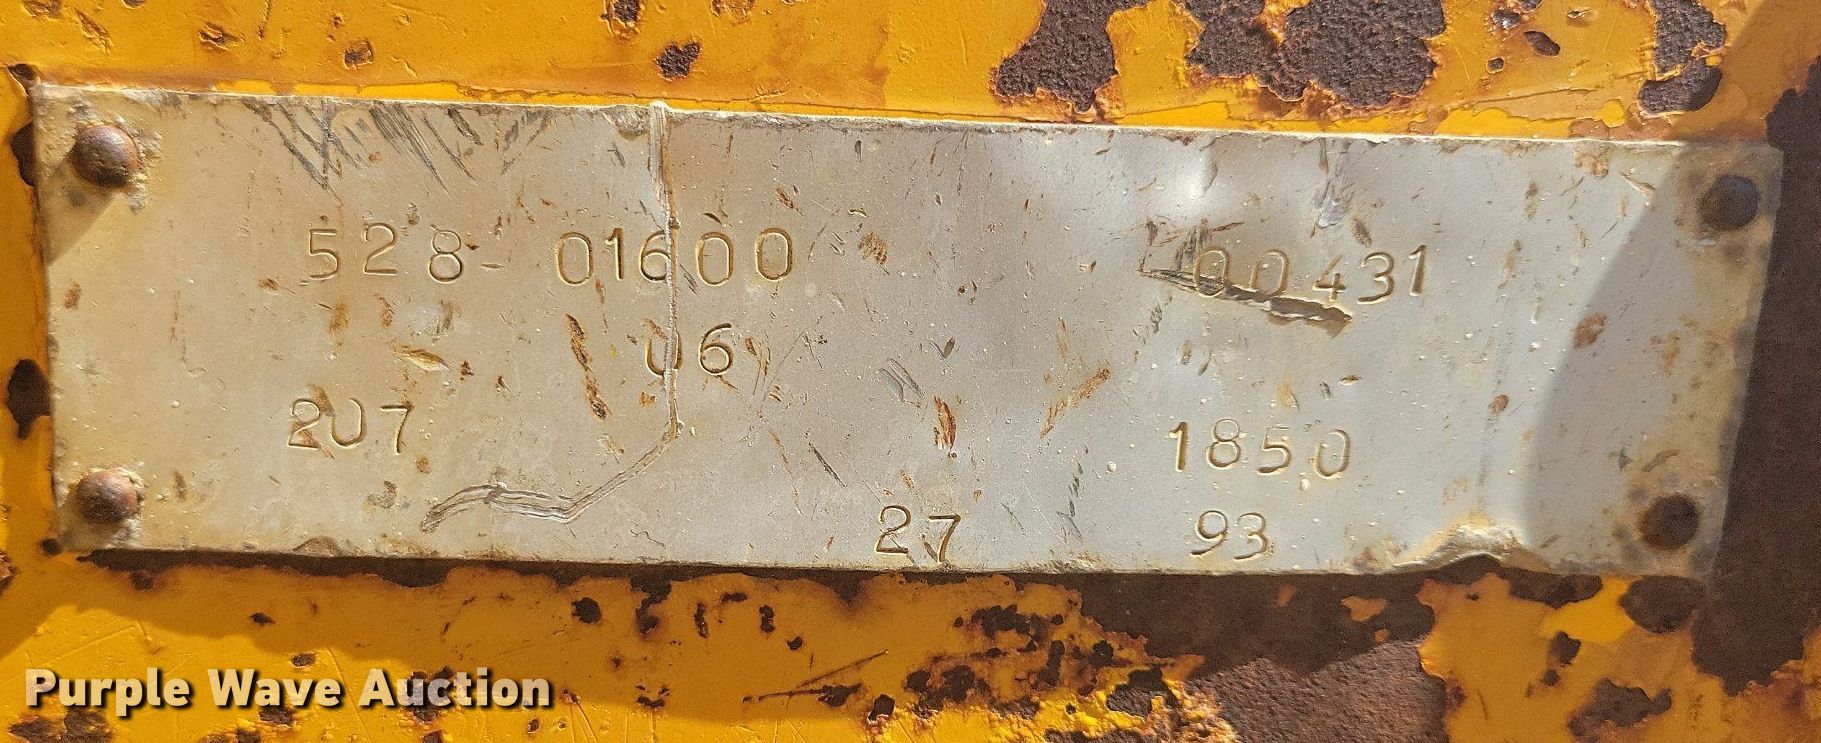 528- 01600 00431
06
207 1850
27 93
Purple Wave Auction